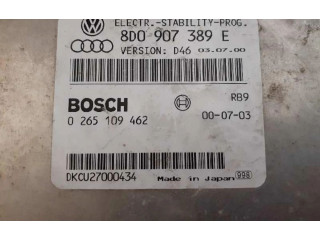 ELECTR.-STABILITY-PROG.
8D0 907 389 E
VERSION: D46 03.07.00
BOSCH
RB9
0 265 109 462
00-07-03
DKCU27000434
Made in Japan
998